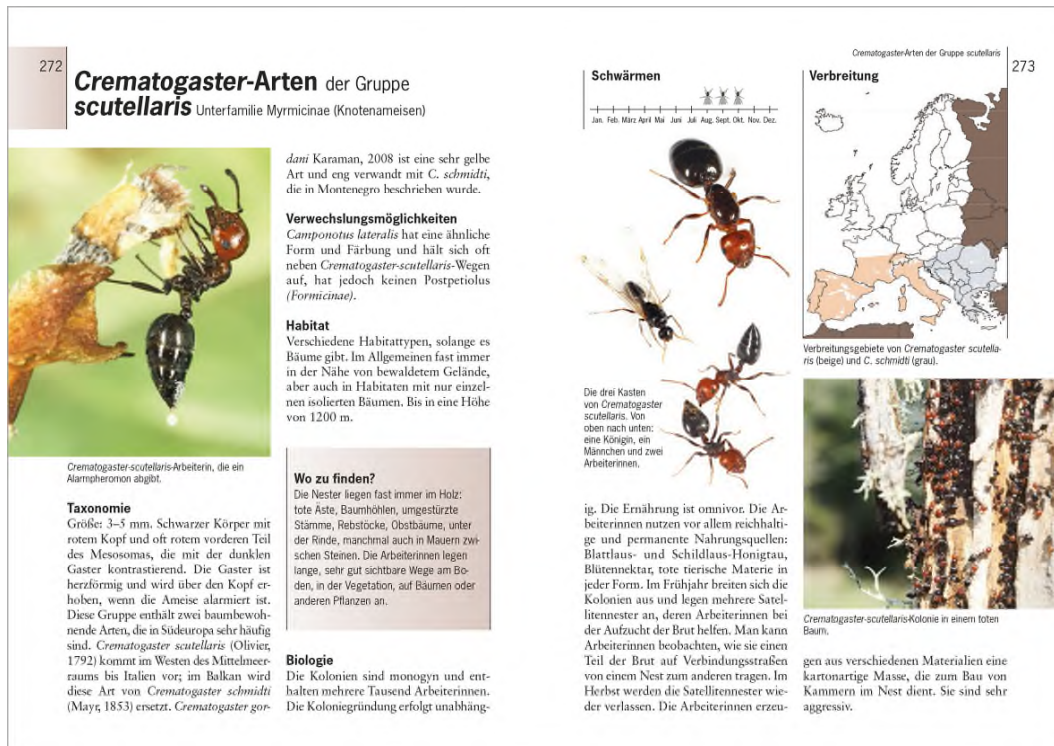 272
Crematogaster-Arten der Gruppe
scutellaris Unterfamilie Myrmicinae (Knotenameisen)
Crematogaster-scutellaris-Arbeiterin, die ein
Alarmpheromon abgibt.
Taxonomie
Größe: 3–5 mm. Schwarzer Körper mit
rotem Kopf und oft rotem vorderen Teil
des Mesosomas, die mit der dunklen
Gaster kontrastierend. Die Gaster ist
herzförmig und wird über den Kopf er-
hoben, wenn die Ameise alarmiert ist.
Diese Gruppe enthält zwei baumbewoh-
nende Arten, die in Südeuropa sehr häufig
sind. Crematogaster scutellaris (Olivier,
1792) kommt im Westen des Mittelmeer-
raums bis Italien vor; im Balkan wird
diese Art von Crematogaster schmidti
(Mayr, 1853) ersetzt. Crematogaster gor-
dani Karaman, 2008 ist eine sehr gelbe
Art und eng verwandt mit C. schmidti,
die in Montenegro beschrieben wurde.
Verwechslungsmöglichkeiten
Camponotus lateralis hat eine ähnliche
Form und Färbung und hält sich oft
neben Crematogaster-scutellaris-Wegen
auf, hat jedoch keinen Postpetiolus
(Formicinae).
Habitat
Verschiedene Habitattypen, solange es
Bäume gibt. Im Allgemeinen fast immer
in der Nähe von bewaldetem Gelände,
aber auch in Habitaten mit nur einzel-
nen isolierten Bäumen. Bis in eine Höhe
von 1200 m.
Wo zu finden?
Die Nester liegen fast immer im Holz:
tote Äste, Baumhöhlen, umgestürzte
Stämme, Rebstöcke, Obstbäume, unter
der Rinde, manchmal auch in Mauern zwi-
schen Steinen. Die Arbeiterinnen legen
lange, sehr gut sichtbare Wege am Bo-
den, in der Vegetation, auf Bäumen oder
anderen Pflanzen an.
Biologie
Die Kolonien sind monogyn und ent-
halten mehrere Tausend Arbeiterinnen.
Die Koloniegründung erfolgt unabhäng-
Crematogaster-Arten der Gruppe scutellaris
273
Schwärmen
Jan. Feb. März April Mai Juni Juli Aug. Sept. Okt. Nov. Dez.
Die drei Kasten
von Crematogaster
scutellaris. Von
oben nach unten:
eine Königin, ein
Männchen und zwei
Arbeiterinnen.
ig. Die Ernährung ist omnivor. Die Ar-
beiterinnen nutzen vor allem reichhalti-
ge und permanente Nahrungsquellen:
Blattlaus- und Schildlaus-Honigtau,
Blütennektar, tote tierische Materie in
jeder Form. Im Frühjahr breiten sich die
Kolonien aus und legen mehrere Satel-
litennester an, deren Arbeiterinnen bei
der Aufzucht der Brut helfen. Man kann
Arbeiterinnen beobachten, wie sie einen
Teil der Brut auf Verbindungsstraßen
von einem Nest zum anderen tragen. Im
Herbst werden die Satellitennester wie-
der verlassen. Die Arbeiterinnen erzeu-
Verbreitung
Verbreitungsgebiete von Crematogaster scutella-
ris (beige) und C. schmidti (grau).
Crematogaster-scutellaris-Kolonie in einem toten
Baum.
gen aus verschiedenen Materialien eine
kartonartige Masse, die zum Bau von
Kammern im Nest dient. Sie sind sehr
aggressiv.